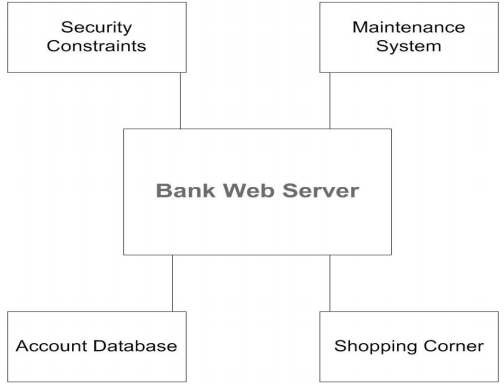 Security
Constraints
Maintenance
System
Bank Web Server
Account Database
Shopping Corner